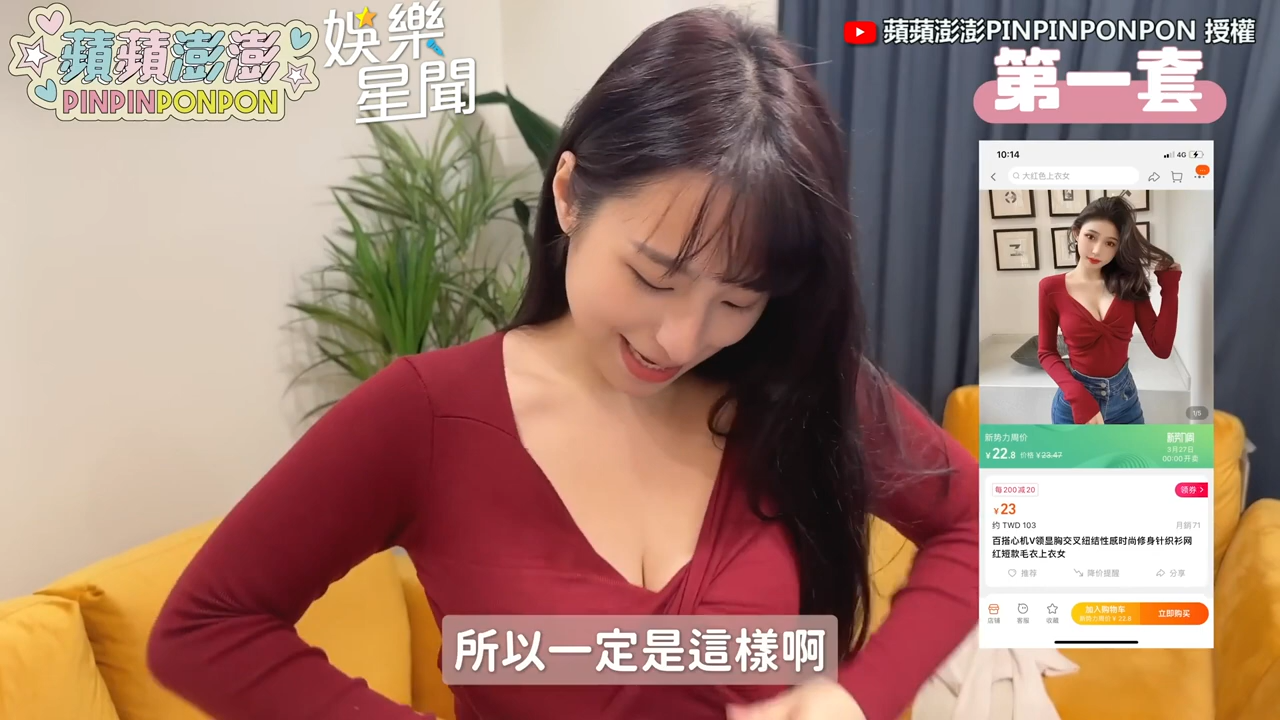 蘋蘋澎澎
PINPINPONPON
娛樂
星聞
蘋蘋澎澎PINPINPONPON 授權
第一套
10:14
4G
大红色上衣女
1/5
新势力周价
¥22.8 价格 ¥23.47
3月27日
00:00开卖
每200减20
领券 >
¥23
约 TWD 103
月销 71
百搭心机V领显胸交叉纽结性感时尚修身针织衫网
红短款毛衣上衣女
推荐
降价提醒
分享
店铺
客服
收藏
加入购物车
立即购买
所以一定是這樣啊